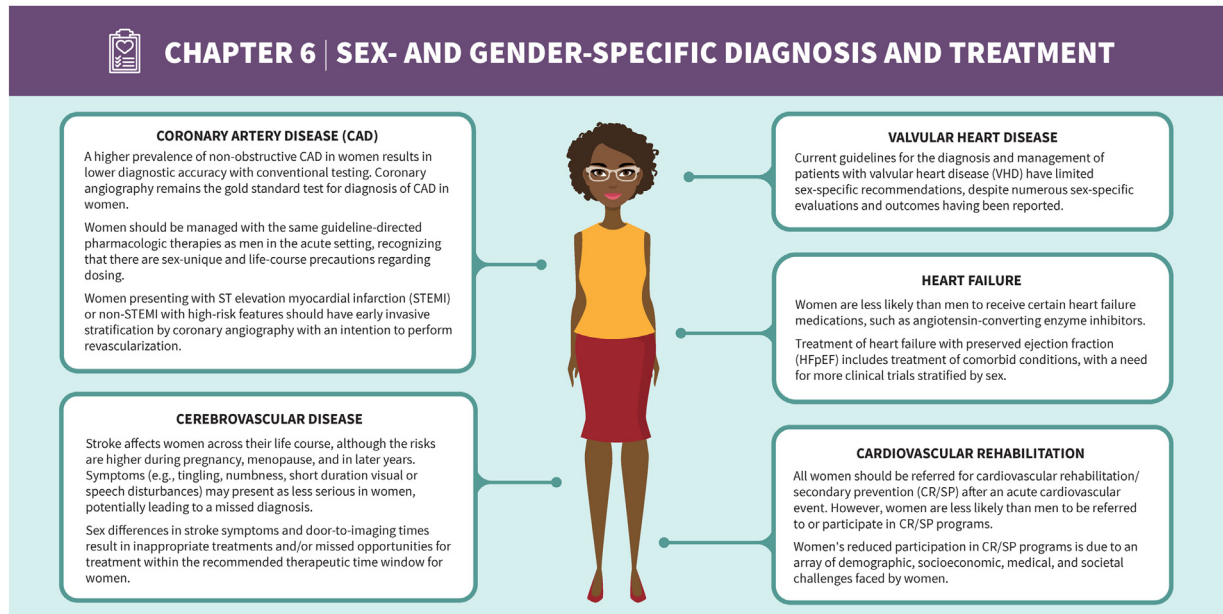 CHAPTER 6 | SEX- AND GENDER-SPECIFIC DIAGNOSIS AND TREATMENT
CORONARY ARTERY DISEASE (CAD)
A higher prevalence of non-obstructive CAD in women results in
lower diagnostic accuracy with conventional testing. Coronary
angiography remains the gold standard test for diagnosis of CAD in
women.
Women should be managed with the same guideline-directed
pharmacologic therapies as men in the acute setting, recognizing
that there are sex-unique and life-course precautions regarding
dosing.
Women presenting with ST elevation myocardial infarction (STEMI)
or non-STEMI with high-risk features should have early invasive
stratification by coronary angiography with an intention to perform
revascularization.
CEREBROVASCULAR DISEASE
Stroke affects women across their life course, although the risks
are higher during pregnancy, menopause, and in later years.
Symptoms (e.g., tingling, numbness, short duration visual or
speech disturbances) may present as less serious in women,
potentially leading to a missed diagnosis.
Sex differences in stroke symptoms and door-to-imaging times
result in inappropriate treatments and/or missed opportunities for
treatment within the recommended therapeutic time window for
women.
VALVULAR HEART DISEASE
Current guidelines for the diagnosis and management of
patients with valvular heart disease (VHD) have limited
sex-specific recommendations, despite numerous sex-specific
evaluations and outcomes having been reported.
HEART FAILURE
Women are less likely than men to receive certain heart failure
medications, such as angiotensin-converting enzyme inhibitors.
Treatment of heart failure with preserved ejection fraction
(HFpEF) includes treatment of comorbid conditions, with a need
for more clinical trials stratified by sex.
CARDIOVASCULAR REHABILITATION
All women should be referred for cardiovascular rehabilitation/
secondary prevention (CR/SP) after an acute cardiovascular
event. However, women are less likely than men to be referred
to or participate in CR/SP programs.
Women's reduced participation in CR/SP programs is due to an
array of demographic, socioeconomic, medical, and societal
challenges faced by women.